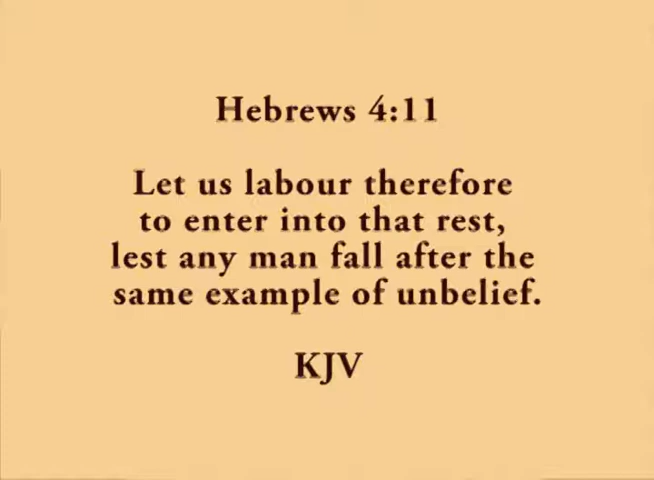 Hebrews 4:11
Let us labour therefore
to enter into that rest,
lest any man fall after the
same example of unbelief.
KJV